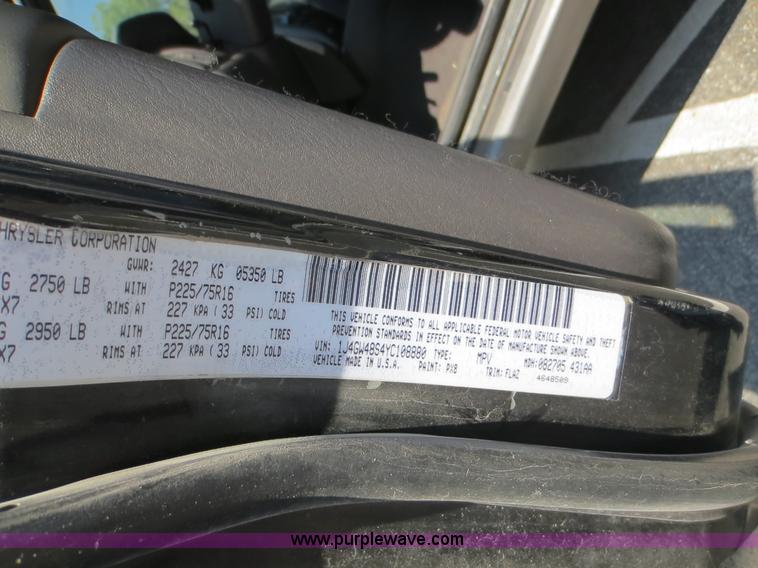 HRYSLER CORPORATION
GVWR: 2427 KG 05350 LB
G 2750 LB WITH P225/75R16 TIRES
X7 RIMS AT 227 KPA ( 33 PSI) COLD
G 2950 LB WITH P225/75R16 TIRES
X7 RIMS AT 227 KPA ( 33 PSI) COLD
THIS VEHICLE CONFORMS TO ALL APPLICABLE FEDERAL MOTOR VEHICLE SAFETY AND THEFT
PREVENTION STANDARDS IN EFFECT ON THE DATE OF MANUFACTURE SHOWN ABOVE.
VIN: 1J4GW48S4YC108880 TYPE: MPV MDH:082705 431AA
VEHICLE MADE IN U.S.A. PAINT: PX8 TRIM: FLAZ 4648509
www.purplewave.com